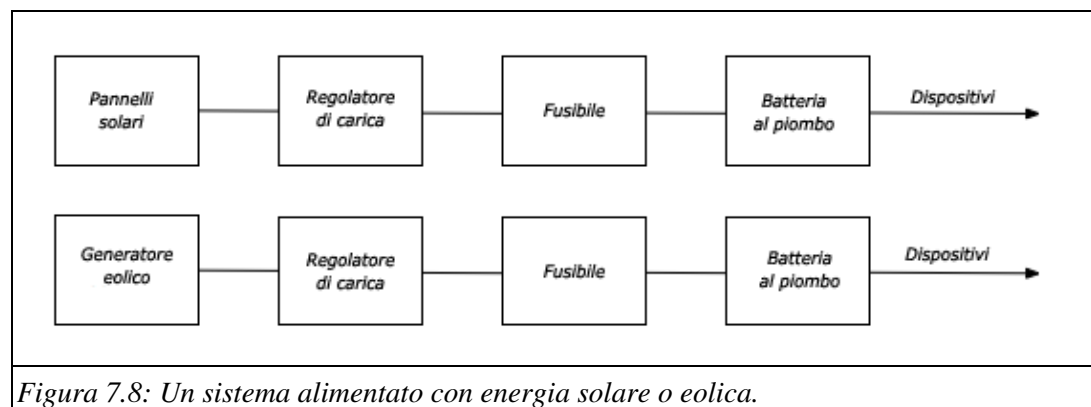 Pannelli
solari
Regolatore
di carica
Fusibile
Batteria
al piombo
Dispositivi
Generatore
eolico
Regolatore
di carica
Fusibile
Batteria
al piombo
Dispositivi
Figura 7.8: Un sistema alimentato con energia solare o eolica.